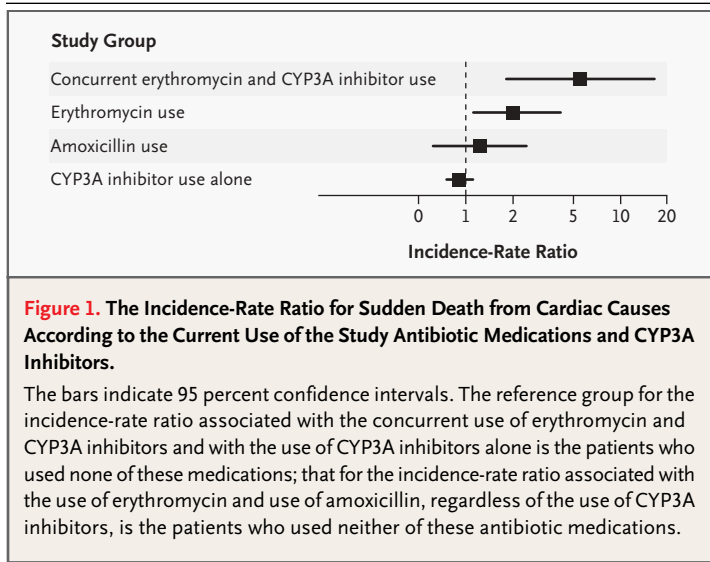 Study Group
Concurrent erythromycin and CYP3A inhibitor use
Erythromycin use
Amoxicillin use
CYP3A inhibitor use alone
0 1 2 5 10 20
Incidence-Rate Ratio
Figure 1. The Incidence-Rate Ratio for Sudden Death from Cardiac Causes
According to the Current Use of the Study Antibiotic Medications and CYP3A
Inhibitors.
The bars indicate 95 percent confidence intervals. The reference group for the
incidence-rate ratio associated with the concurrent use of erythromycin and
CYP3A inhibitors and with the use of CYP3A inhibitors alone is the patients who
used none of these medications; that for the incidence-rate ratio associated with
the use of erythromycin and use of amoxicillin, regardless of the use of CYP3A
inhibitors, is the patients who used neither of these antibiotic medications.